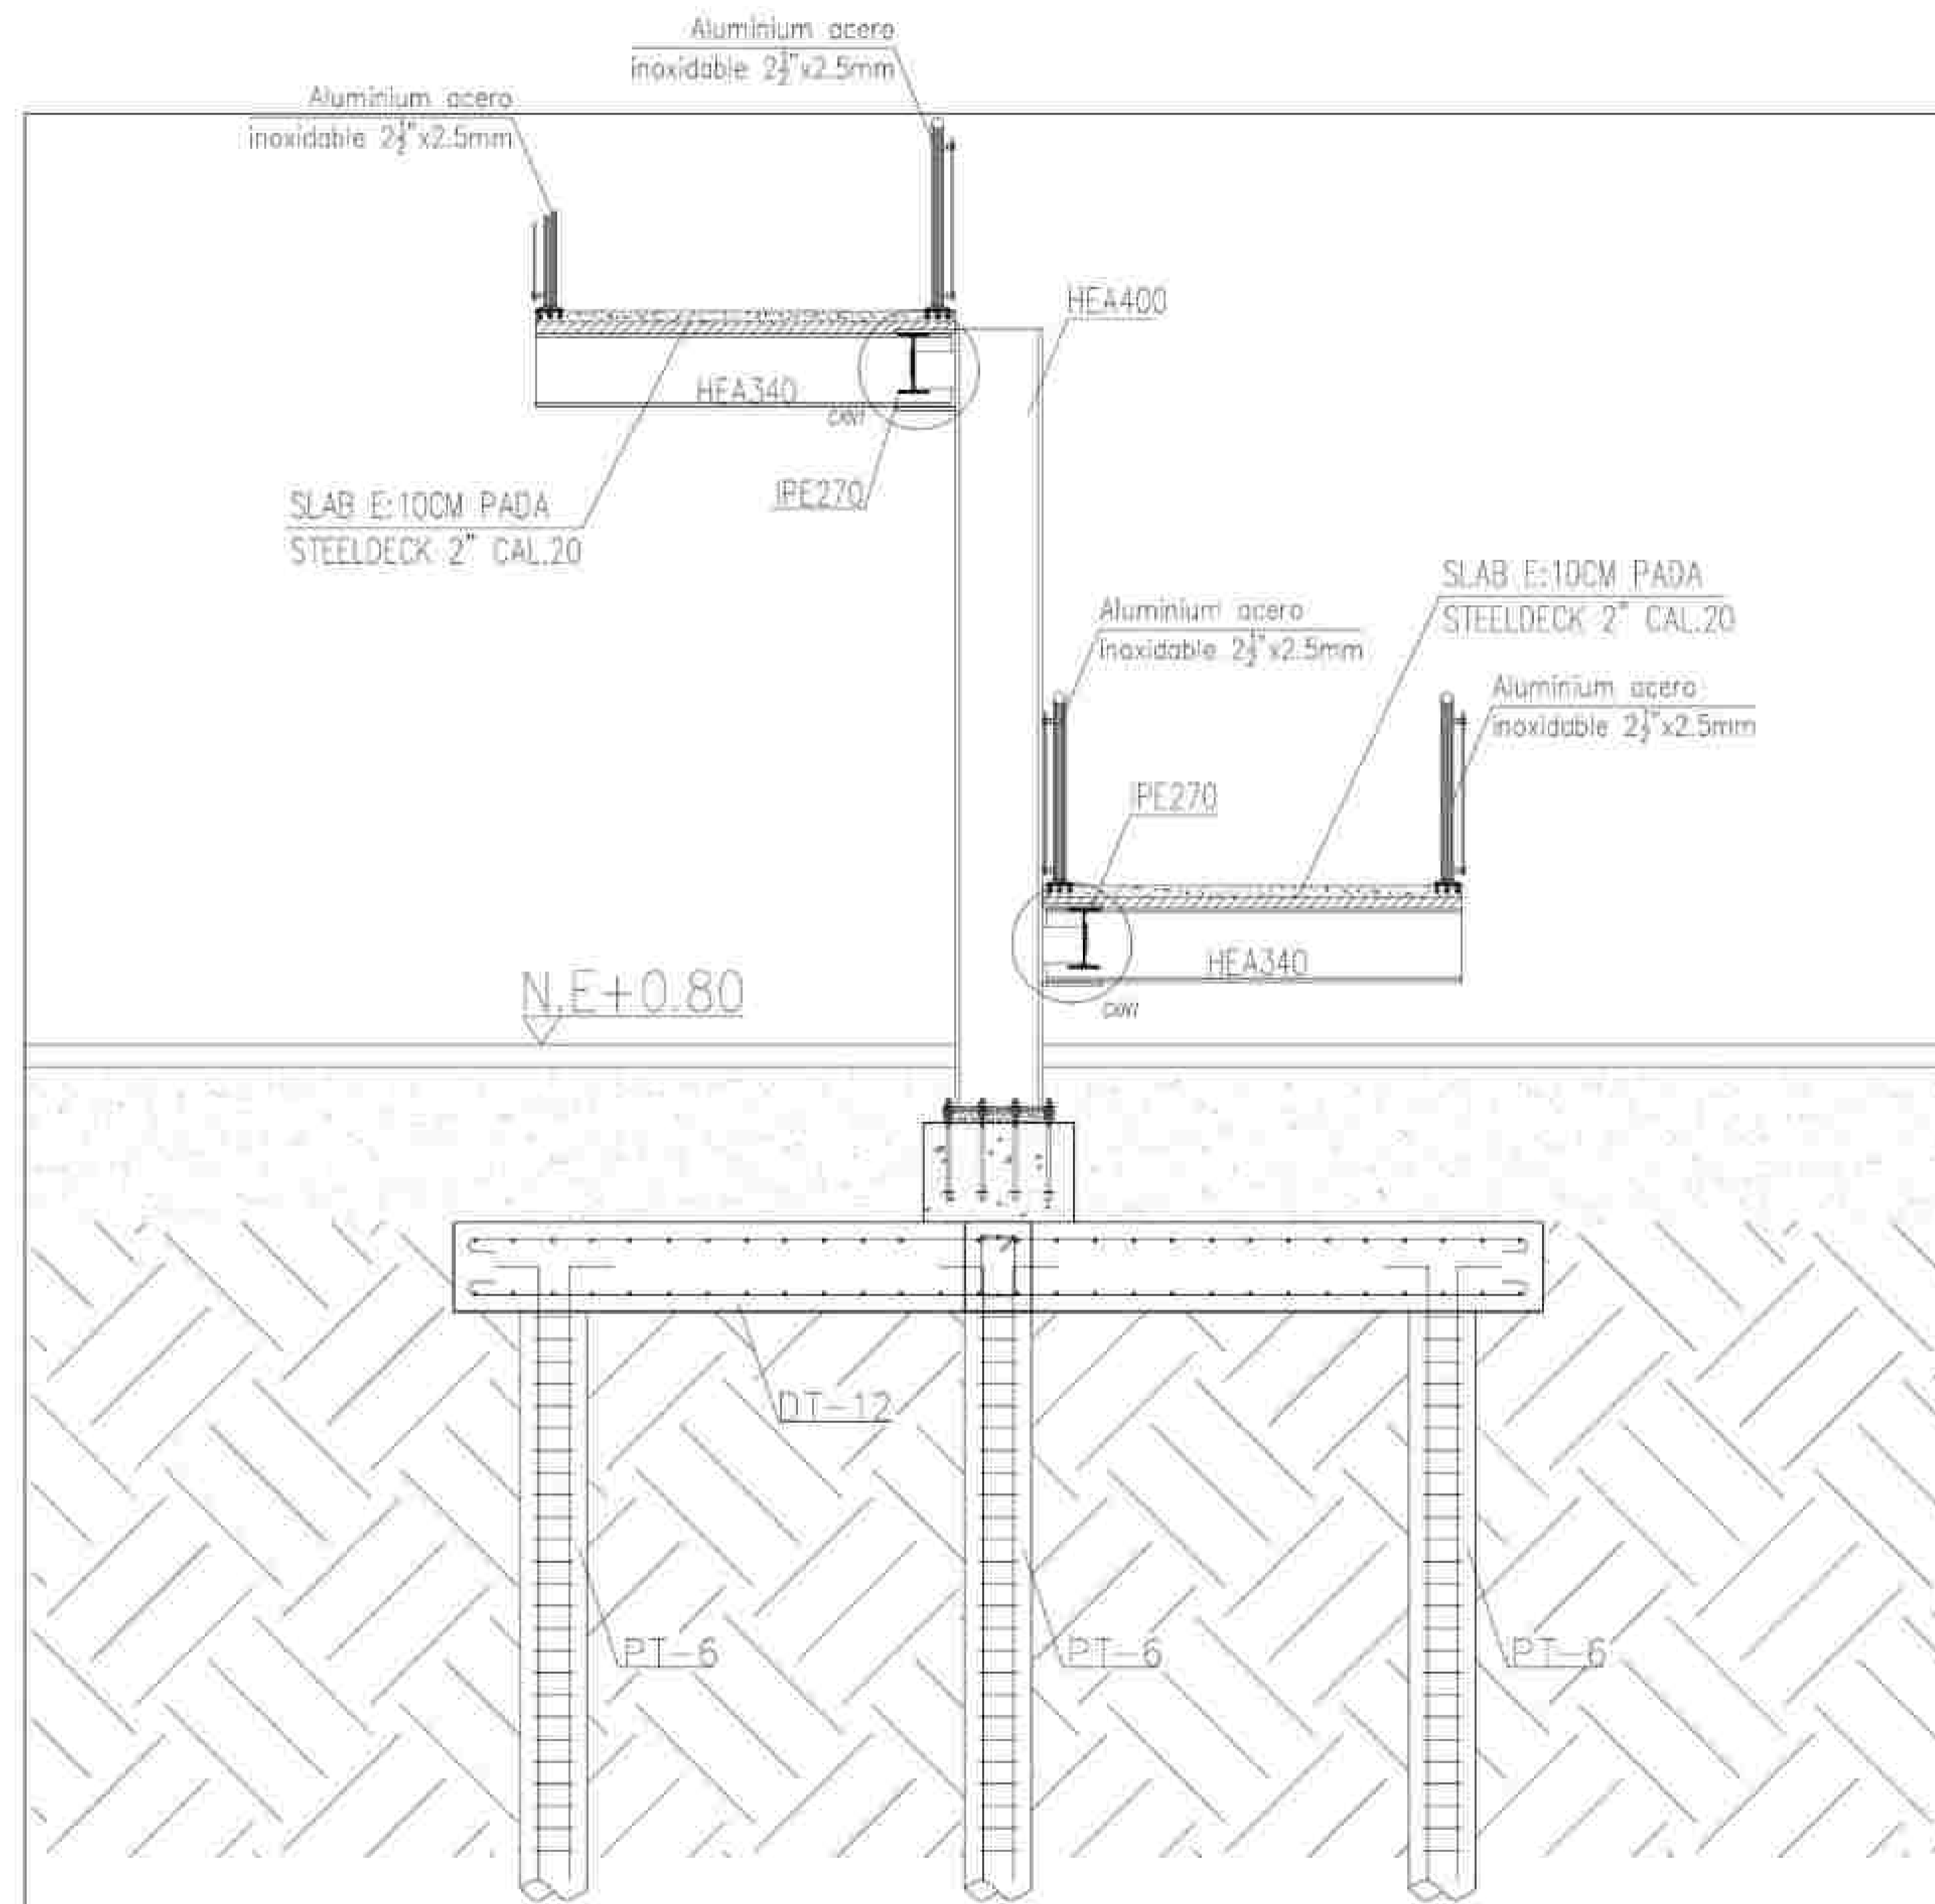 Aluminium acero
inoxidable 2½"x2.5mm
Aluminium acero
inoxidable 2½"x2.5mm
HEA400
HEA340
IPE270
SLAB E:10CM PADA
STEELDECK 2" CAL.20
SLAB E:10CM PADA
STEELDECK 2" CAL.20
Aluminium acero
inoxidable 2½"x2.5mm
Aluminium acero
inoxidable 2½"x2.5mm
IPE270
HEA340
N.E+0.80
DT-12
PT-6
PT-6
PT-6